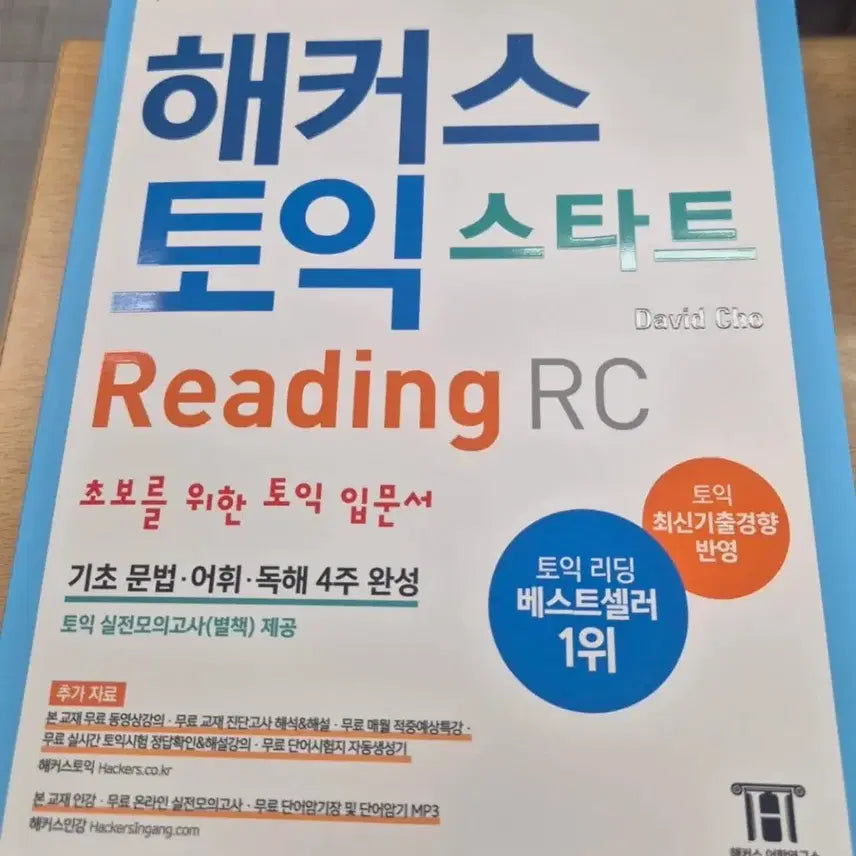 해커스
토익 스타트
David Cho
Reading RC
초보를 위한 토익 입문서
기초 문법·어휘·독해 4주 완성
토익 실전모의고사(별책) 제공
토익
최신기출경향
반영
토익 리딩
베스트셀러
1위
추가 자료
본 교재 무료 동영상강의 · 무료 교재 진단고사 해석&해설 · 무료 매월 적중예상특강 ·
무료 실시간 토익시험 정답확인&해설강의 · 무료 단어시험지 자동생성기
해커스토익 Hackers.co.kr
본 교재 인강 · 무료 온라인 실전모의고사 · 무료 단어암기장 및 단어암기 MP3
해커스인강 HackersIngang.com
해커스 어학연구소